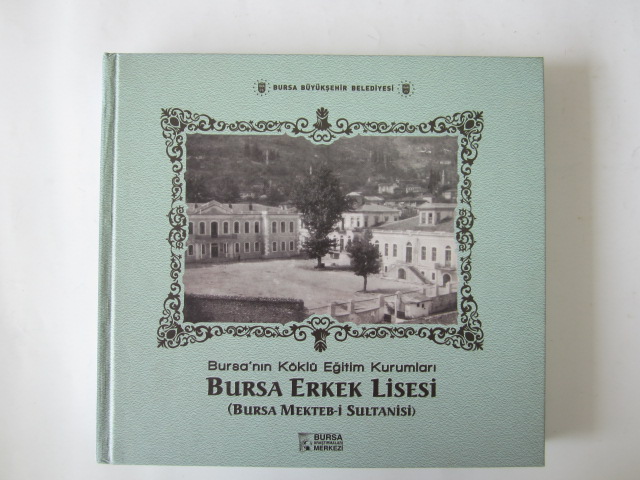 BURSA BÜYÜKŞEHİR BELEDİYESİ
Bursa'nın Köklü Eğitim Kurumları
BURSA ERKEK LİSESİ
(BURSA MEKTEB-İ SULTANİSİ)
BURSA
ARAŞTIRMALARI
MERKEZİ